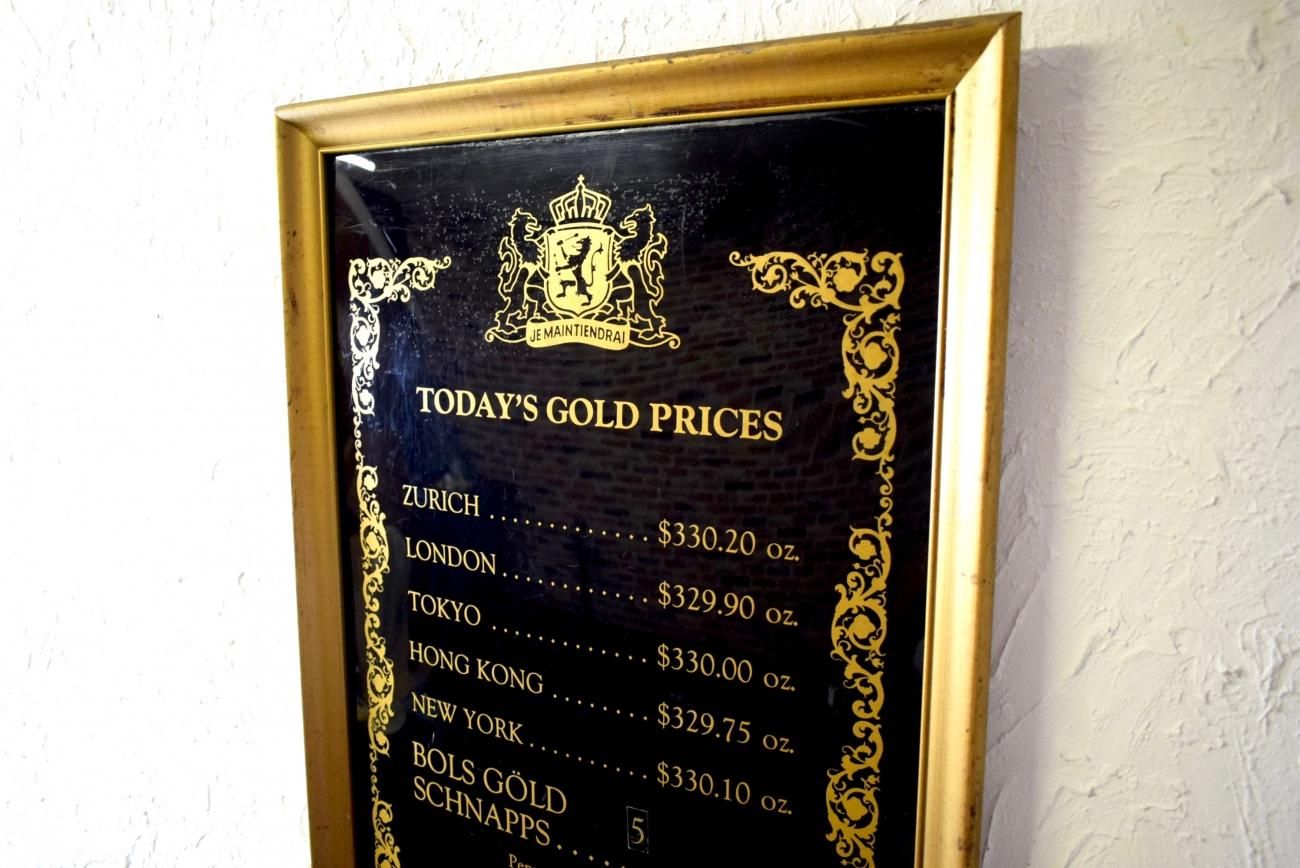 JE MAINTIENDRAI
TODAY'S GOLD PRICES
ZURICH ............. $330.20 oz.
LONDON ............. $329.90 oz.
TOKYO .............. $330.00 oz.
HONG KONG ......... $329.75 oz.
NEW YORK ........... $330.10 oz.
BOLS GÖLD
SCHNAPPS ...... 5